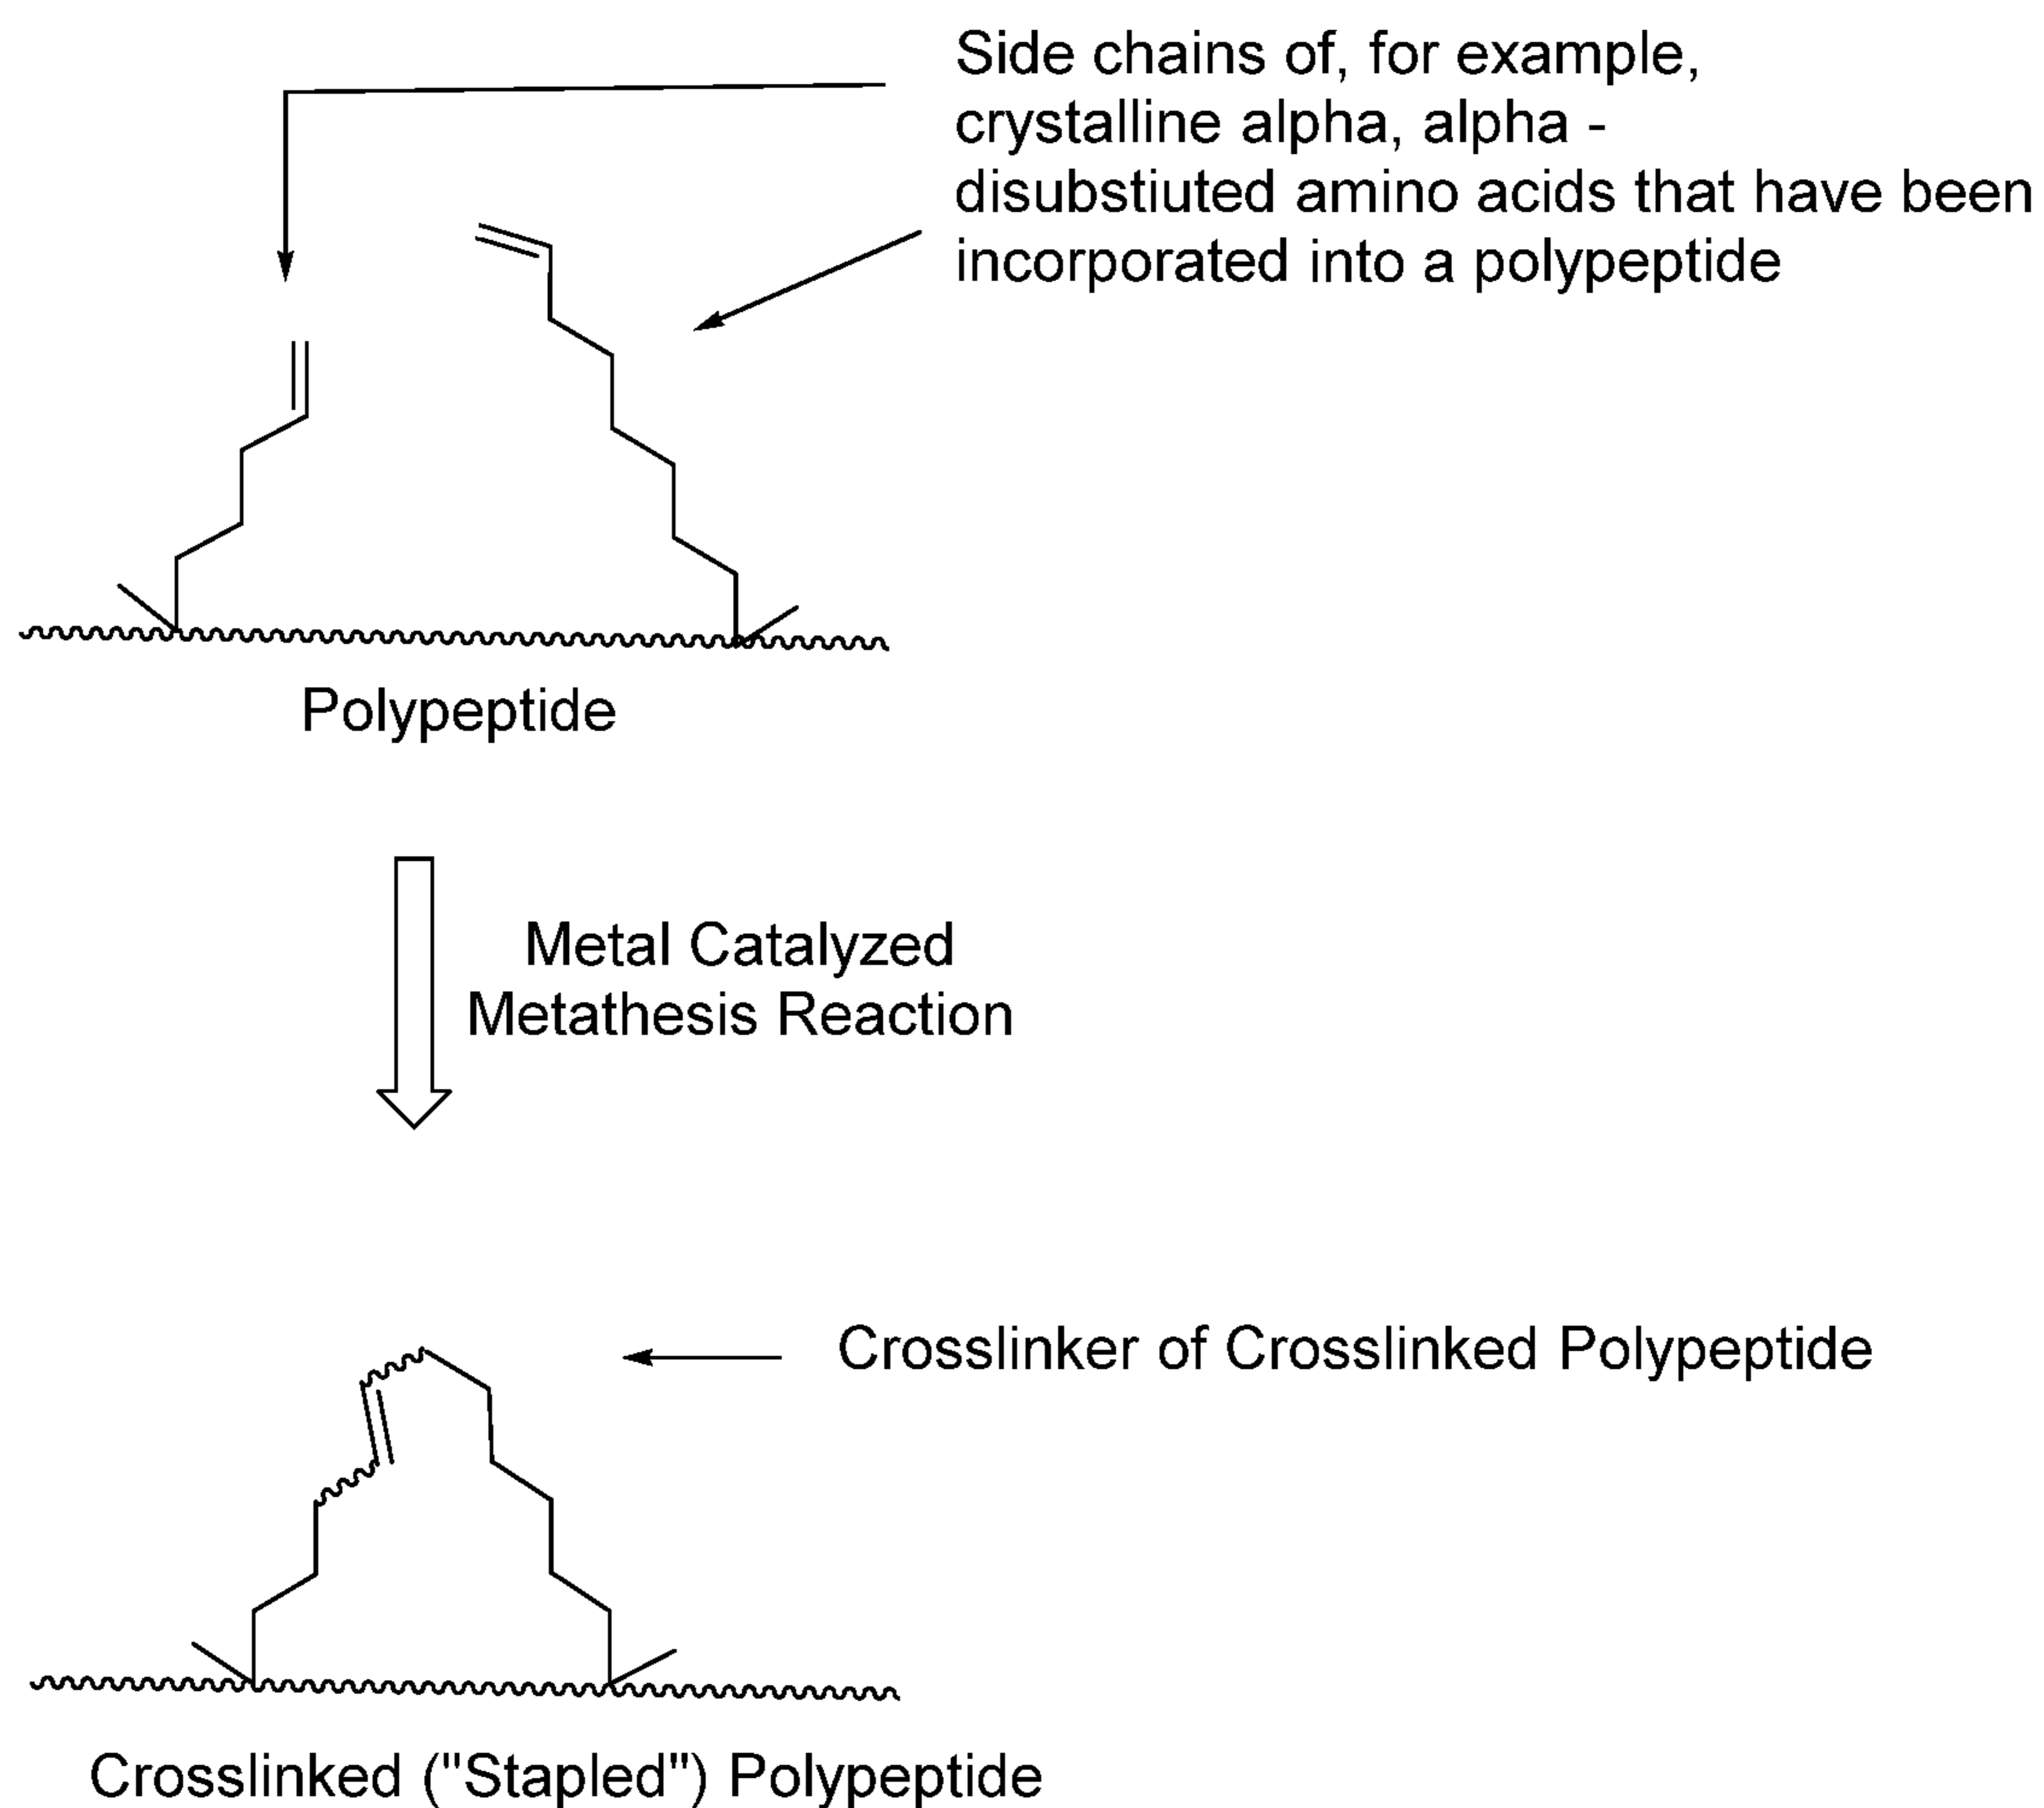 Side chains of, for example,
crystalline alpha, alpha -
disubstiuted amino acids that have been
incorporated into a polypeptide
Polypeptide
Metal Catalyzed
Metathesis Reaction
Crosslinker of Crosslinked Polypeptide
Crosslinked ("Stapled") Polypeptide